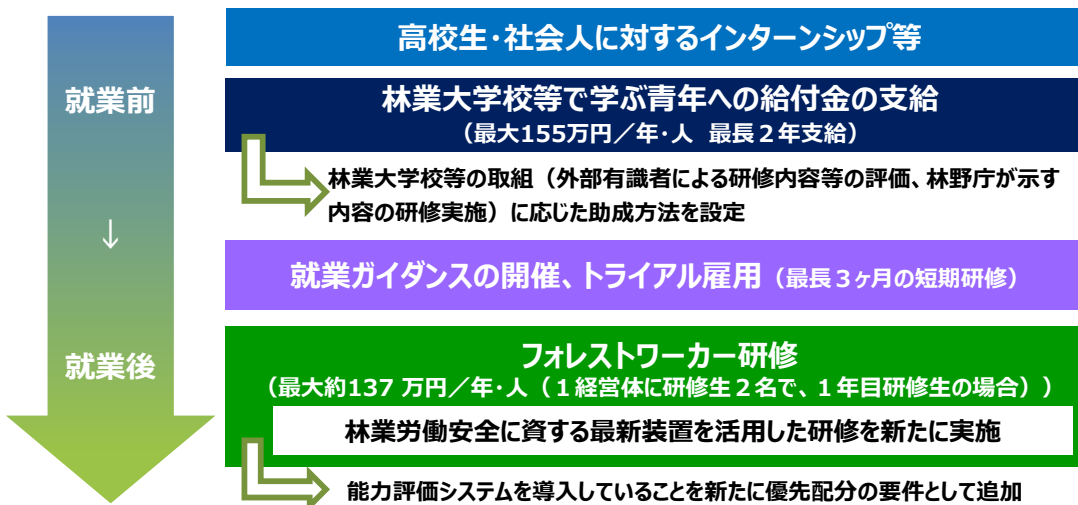 高校生・社会人に対するインターンシップ等
就業前
林業大学校等で学ぶ青年への給付金の支給
（最大155万円／年・人 最長２年支給）
林業大学校等の取組（外部有識者による研修内容等の評価、林野庁が示す
内容の研修実施）に応じた助成方法を設定
↓
就業ガイダンスの開催、トライアル雇用（最長３ヶ月の短期研修）
就業後
フォレストワーカー研修
（最大約137 万円／年・人（１経営体に研修生２名で、１年目研修生の場合））
林業労働安全に資する最新装置を活用した研修を新たに実施
能力評価システムを導入していることを新たに優先配分の要件として追加